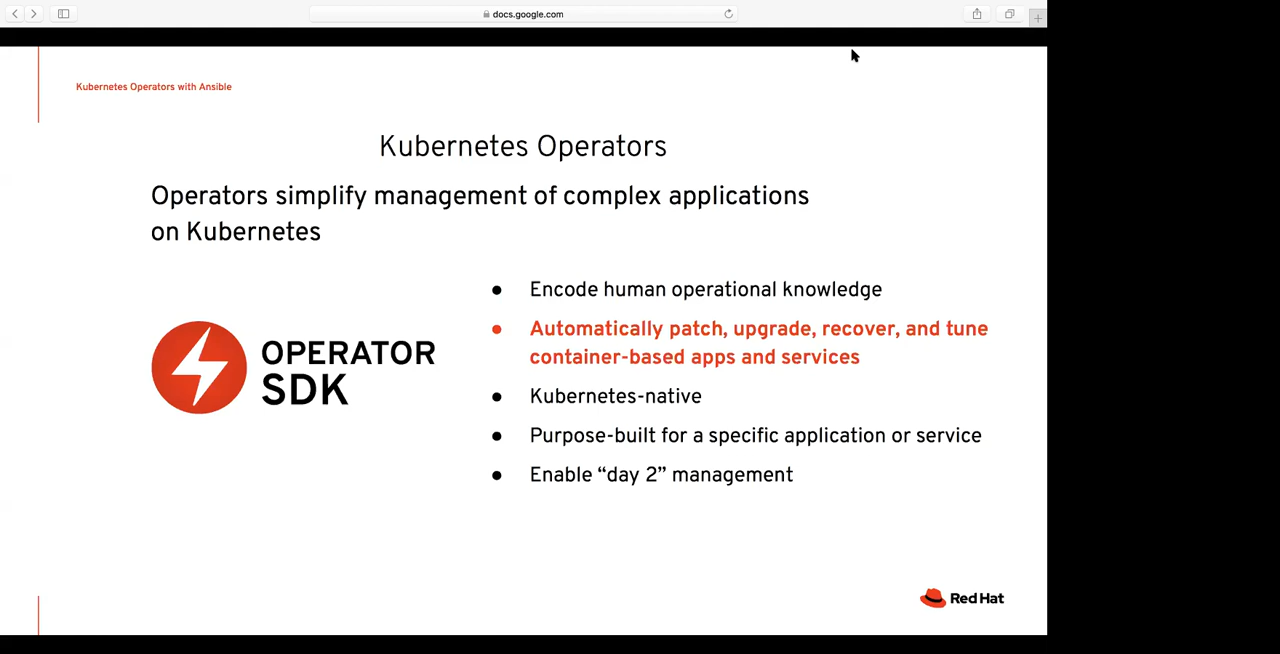 docs.google.com
Kubernetes Operators with Ansible
Kubernetes Operators
Operators simplify management of complex applications
on Kubernetes
OPERATOR
SDK
● Encode human operational knowledge
● Automatically patch, upgrade, recover, and tune
container-based apps and services
● Kubernetes-native
● Purpose-built for a specific application or service
● Enable “day 2” management
Red Hat